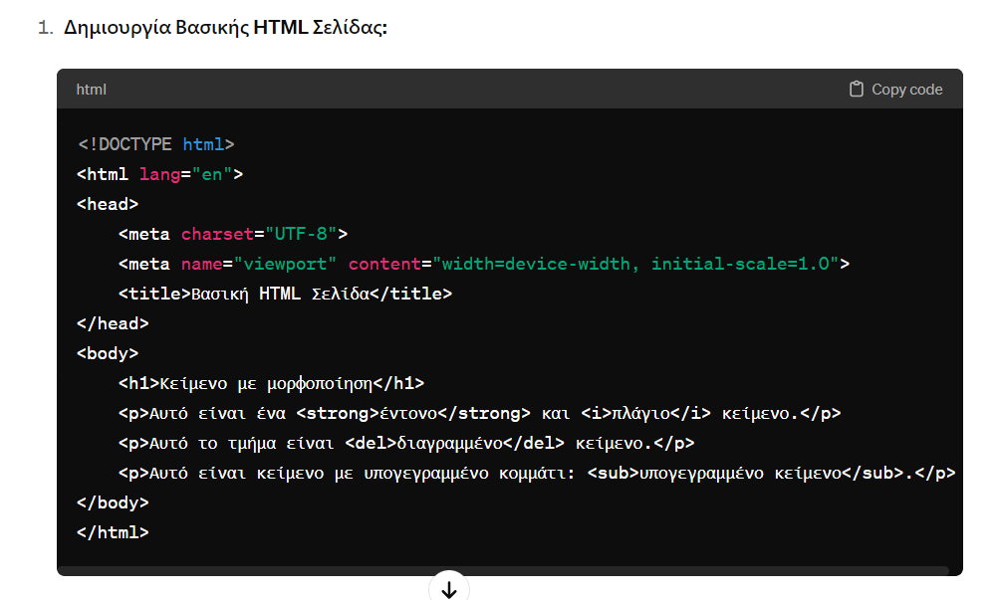 1. Δημιουργία Βασικής HTML Σελίδας:
html Copy code
<!DOCTYPE html>
<html lang="en">
<head>
    <meta charset="UTF-8">
    <meta name="viewport" content="width=device-width, initial-scale=1.0">
    <title>Βασική HTML Σελίδα</title>
</head>
<body>
    <h1>Κείμενο με μορφοποίηση</h1>
    <p>Αυτό είναι ένα <strong>έντονο</strong> και <i>πλάγιο</i> κείμενο.</p>
    <p>Αυτό το τμήμα είναι <del>διαγραμμένο</del> κείμενο.</p>
    <p>Αυτό είναι κείμενο με υπογεγραμμένο κομμάτι: <sub>υπογεγραμμένο κείμενο</sub>.</p>
</body>
</html>